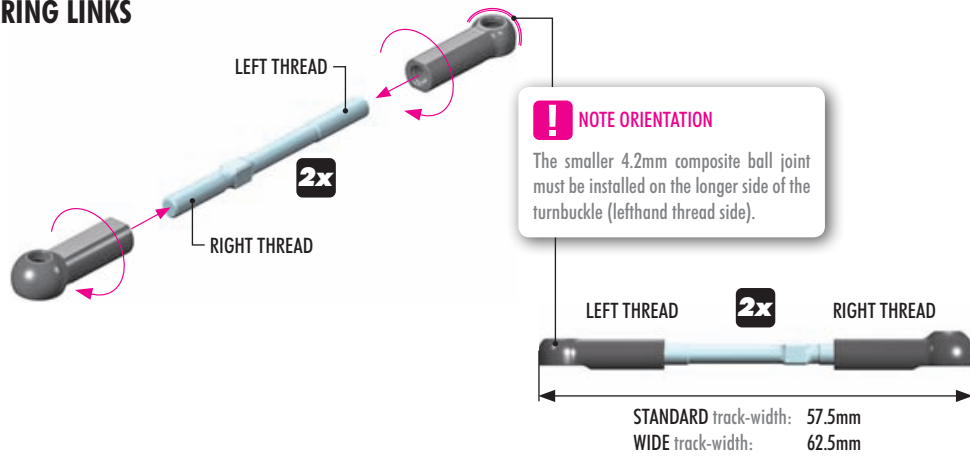 RING LINKS
LEFT THREAD
2x
RIGHT THREAD
! NOTE ORIENTATION
The smaller 4.2mm composite ball joint
must be installed on the longer side of the
turnbuckle (lefthand thread side).
LEFT THREAD
2x
RIGHT THREAD
STANDARD track-width: 57.5mm
WIDE track-width: 62.5mm